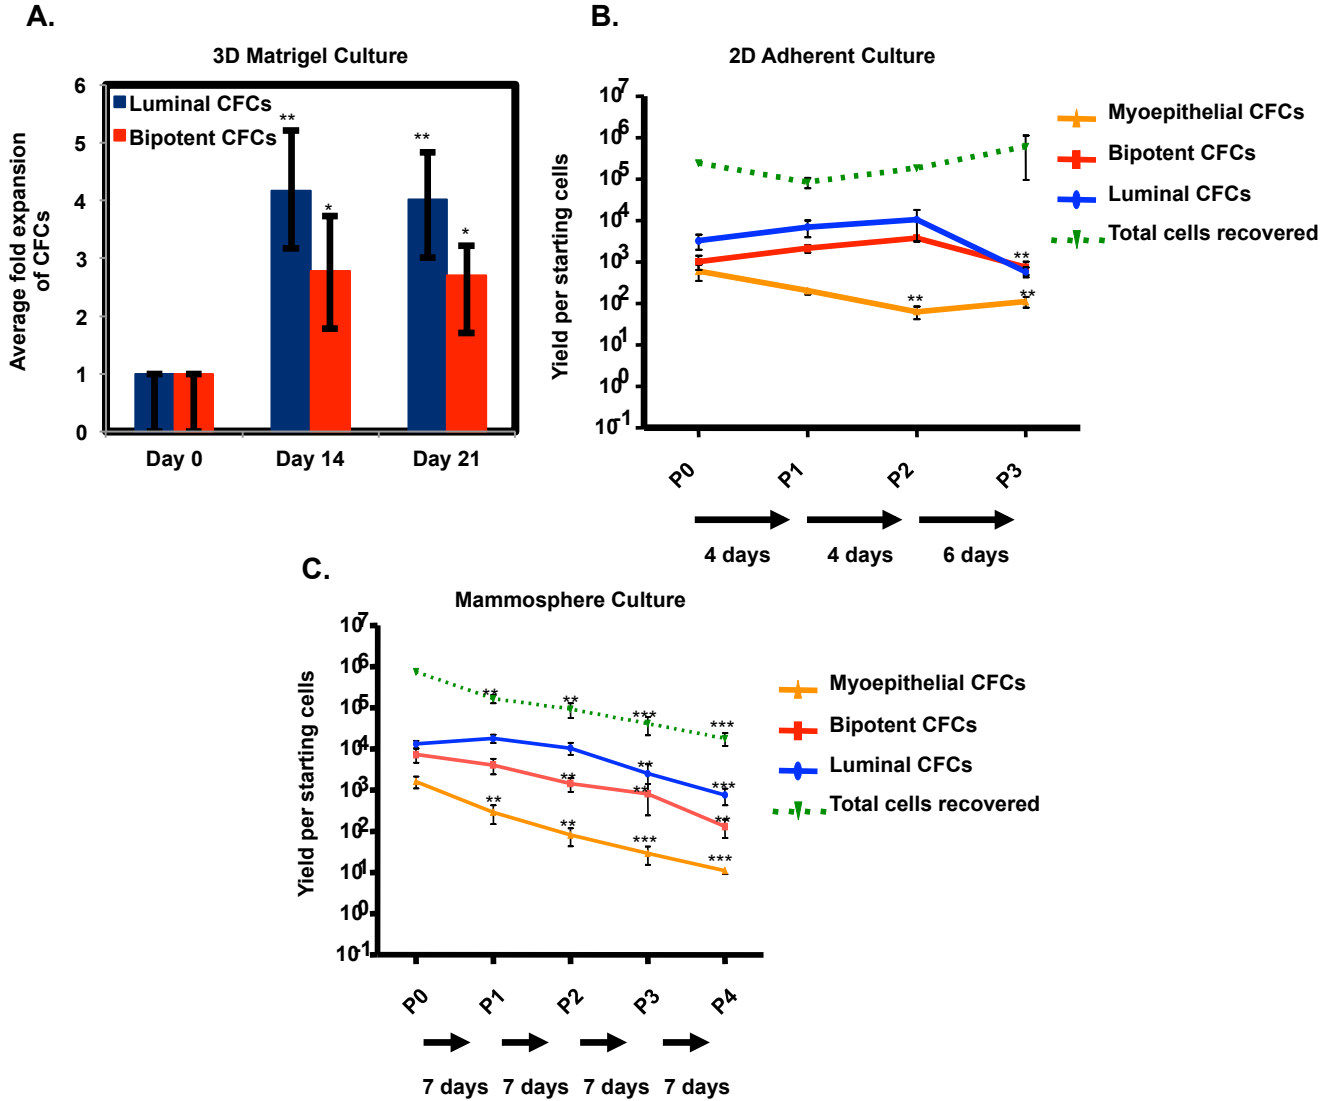 A.
3D Matrigel Culture
Average fold expansion
of CFCs
6
5
4
3
2
1
0
Luminal CFCs
Bipotent CFCs
**
*
**
*
Day 0 Day 14 Day 21
B.
2D Adherent Culture
Yield per starting cells
10^7
10^6
10^5
10^4
10^3
10^2
10^1
10^0
10^-1
**
**
**
P0 P1 P2 P3
4 days 4 days 6 days
Myoepithelial CFCs
Bipotent CFCs
Luminal CFCs
Total cells recovered
C.
Mammosphere Culture
Yield per starting cells
10^7
10^6
10^5
10^4
10^3
10^2
10^1
10^0
10^-1
** ** *** ***
** ***
** ** **
** ** *** ***
P0 P1 P2 P3 P4
7 days 7 days 7 days 7 days
Myoepithelial CFCs
Bipotent CFCs
Luminal CFCs
Total cells recovered